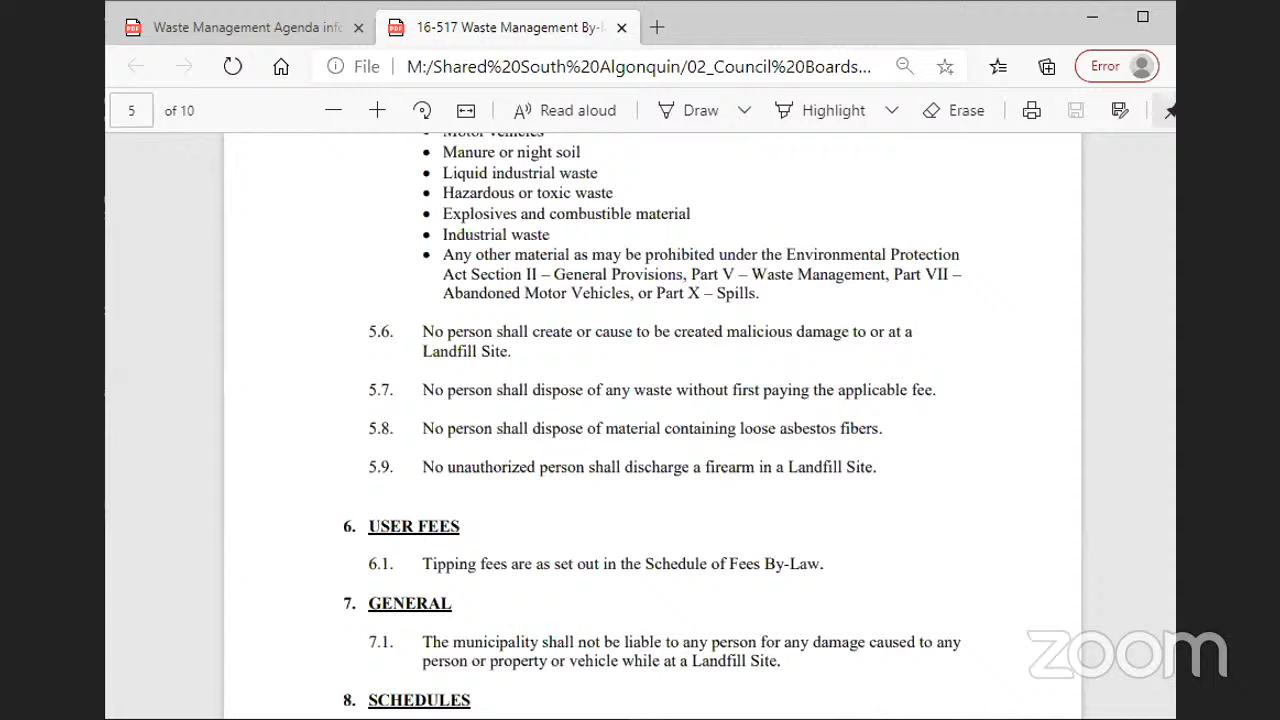 Waste Management Agenda info
16-517 Waste Management By-l
File
M:/Shared%20South%20Algonquin/02_Council%20Boards...
Error
5
of 10
Read aloud
Draw
Highlight
Erase
• Motor vehicles
• Manure or night soil
• Liquid industrial waste
• Hazardous or toxic waste
• Explosives and combustible material
• Industrial waste
• Any other material as may be prohibited under the Environmental Protection
Act Section II – General Provisions, Part V – Waste Management, Part VII –
Abandoned Motor Vehicles, or Part X – Spills.
5.6. No person shall create or cause to be created malicious damage to or at a
Landfill Site.
5.7. No person shall dispose of any waste without first paying the applicable fee.
5.8. No person shall dispose of material containing loose asbestos fibers.
5.9. No unauthorized person shall discharge a firearm in a Landfill Site.
6. USER FEES
6.1. Tipping fees are as set out in the Schedule of Fees By-Law.
7. GENERAL
7.1. The municipality shall not be liable to any person for any damage caused to any
person or property or vehicle while at a Landfill Site.
8. SCHEDULES
zoom